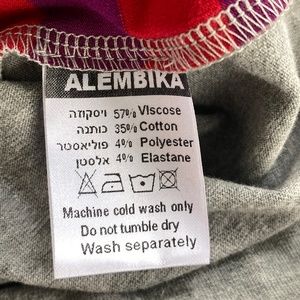 ALEMBIKA
ויסקוזה 57% Viscose
כותנה 35% Cotton
פוליאסטר 4% Polyester
אלסטן 4% Elastane
Machine cold wash only
Do not tumble dry
Wash separately